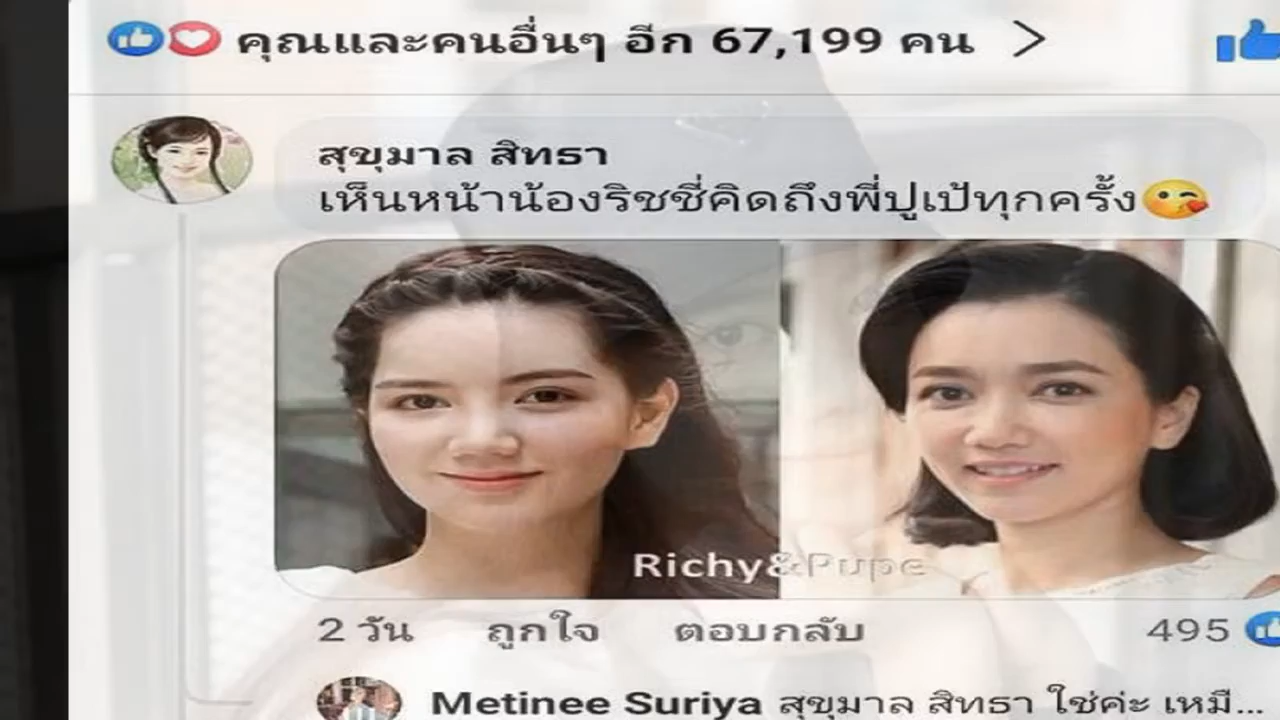 คุณและคนอื่นๆ อีก 67,199 คน
สุขุมาล สิทธา
เห็นหน้าน้องริชชี่คิดถึงพี่ปูเป้ทุกครั้ง😘
Richy&Pupe
2 วัน ถูกใจ ตอบกลับ 495
Metinee Suriya สุขุมาล สิทธา ใช่ค่ะ เหมื...